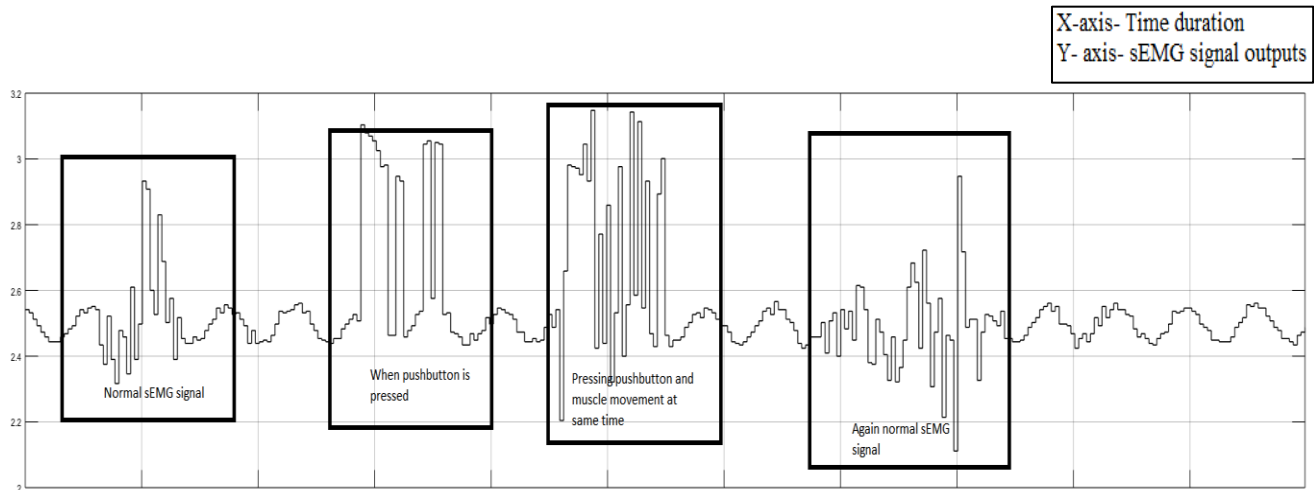 X-axis- Time duration
Y- axis- sEMG signal outputs
3.2
3
2.8
2.6
2.4
2.2
2
Normal sEMG signal
When pushbutton is
pressed
Pressing pushbutton and
muscle movement at
same time
Again normal sEMG
signal